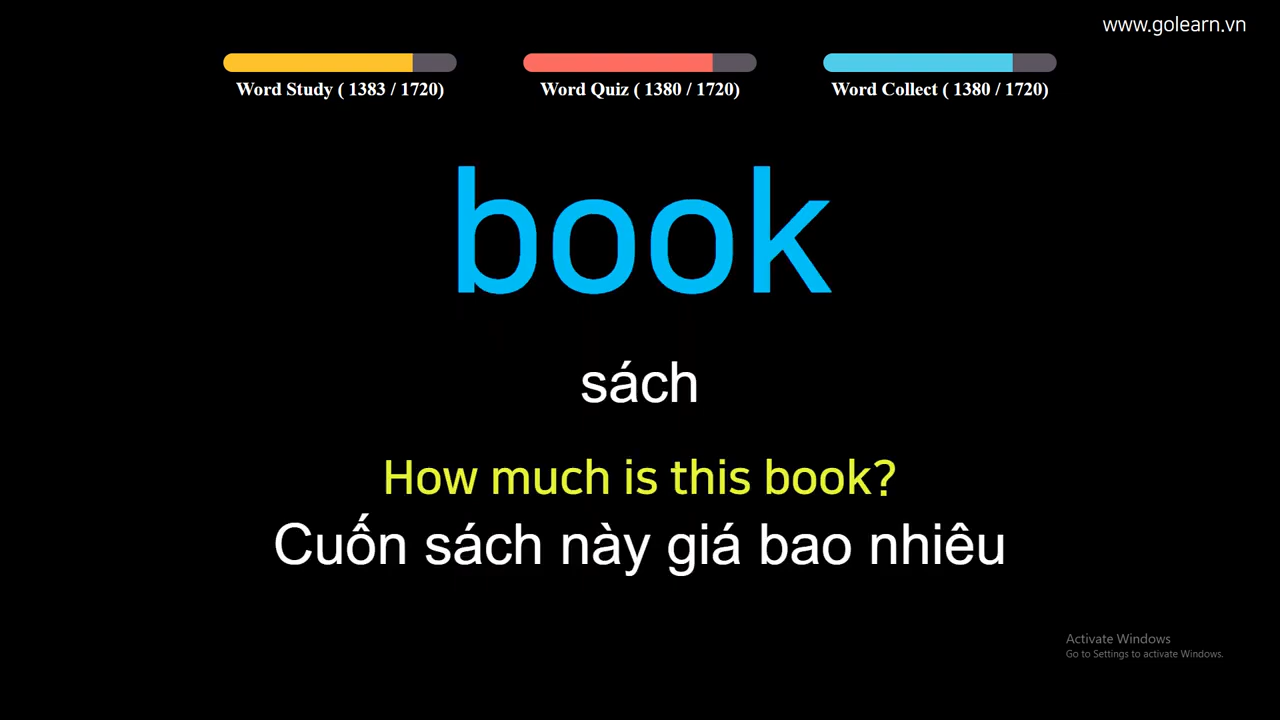 www.golearn.vn
Word Study ( 1383 / 1720)
Word Quiz ( 1380 / 1720)
Word Collect ( 1380 / 1720)
book
sách
How much is this book?
Cuốn sách này giá bao nhiêu
Activate Windows
Go to Settings to activate Windows.